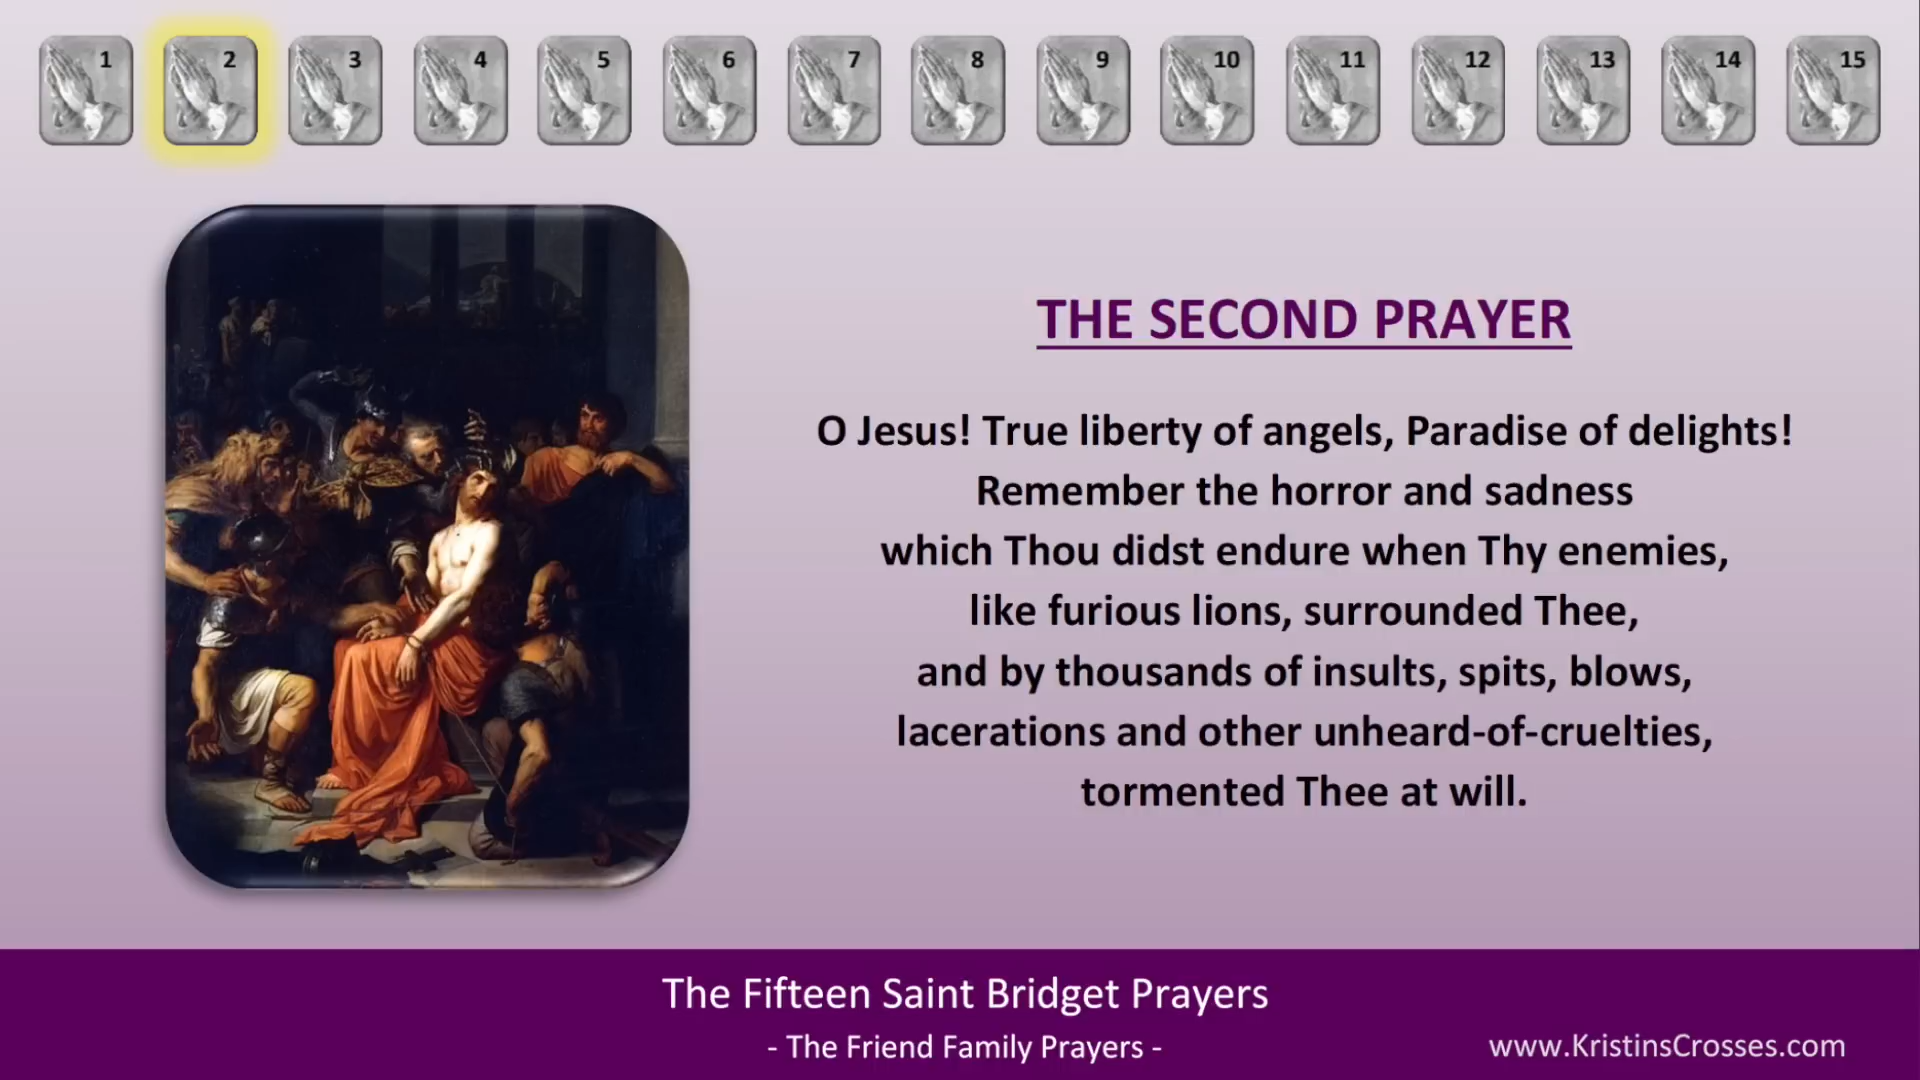 1 2 3 4 5 6 7 8 9 10 11 12 13 14 15
THE SECOND PRAYER
O Jesus! True liberty of angels, Paradise of delights!
Remember the horror and sadness
which Thou didst endure when Thy enemies,
like furious lions, surrounded Thee,
and by thousands of insults, spits, blows,
lacerations and other unheard-of-cruelties,
tormented Thee at will.
The Fifteen Saint Bridget Prayers
- The Friend Family Prayers -
www.KristinsCrosses.com